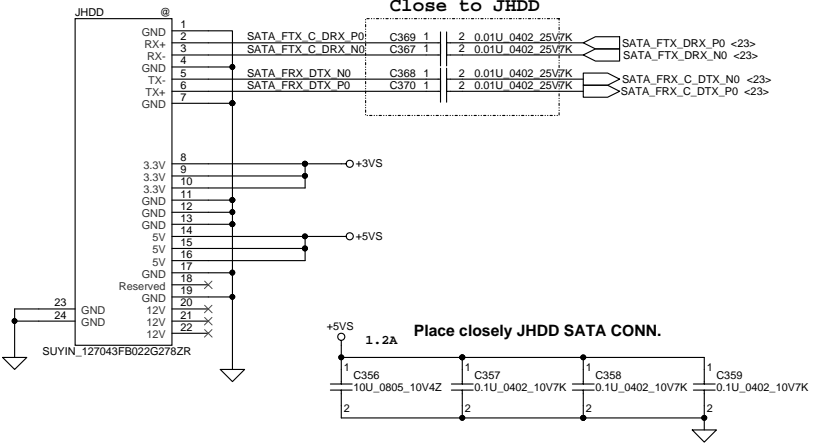 Close to JHDD
JHDD @
GND 1
RX+ 2 SATA_FTX_C_DRX_P0 C369 1 2 0.01U_0402_25V7K SATA_FTX_DRX_P0 <23>
RX- 3 SATA_FTX_C_DRX_N0 C367 1 2 0.01U_0402_25V7K SATA_FTX_DRX_N0 <23>
GND 4
TX- 5 SATA_FRX_DTX_N0 C368 1 2 0.01U_0402_25V7K SATA_FRX_C_DTX_N0 <23>
TX+ 6 SATA_FRX_DTX_P0 C370 1 2 0.01U_0402_25V7K SATA_FRX_C_DTX_P0 <23>
GND 7
3.3V 8 +3VS
3.3V 9
3.3V 10
GND 11
GND 12
GND 13
5V 14 +5VS
5V 15
5V 16
GND 17
Reserved 18
GND 19
12V 20
12V 21
12V 22
23 GND
24 GND
SUYIN_127043FB022G278ZR
+5VS
1.2A Place closely JHDD SATA CONN.
1 1 1 1
C356 C357 C358 C359
10U_0805_10V4Z 0.1U_0402_10V7K 0.1U_0402_10V7K 0.1U_0402_10V7K
2 2 2 2